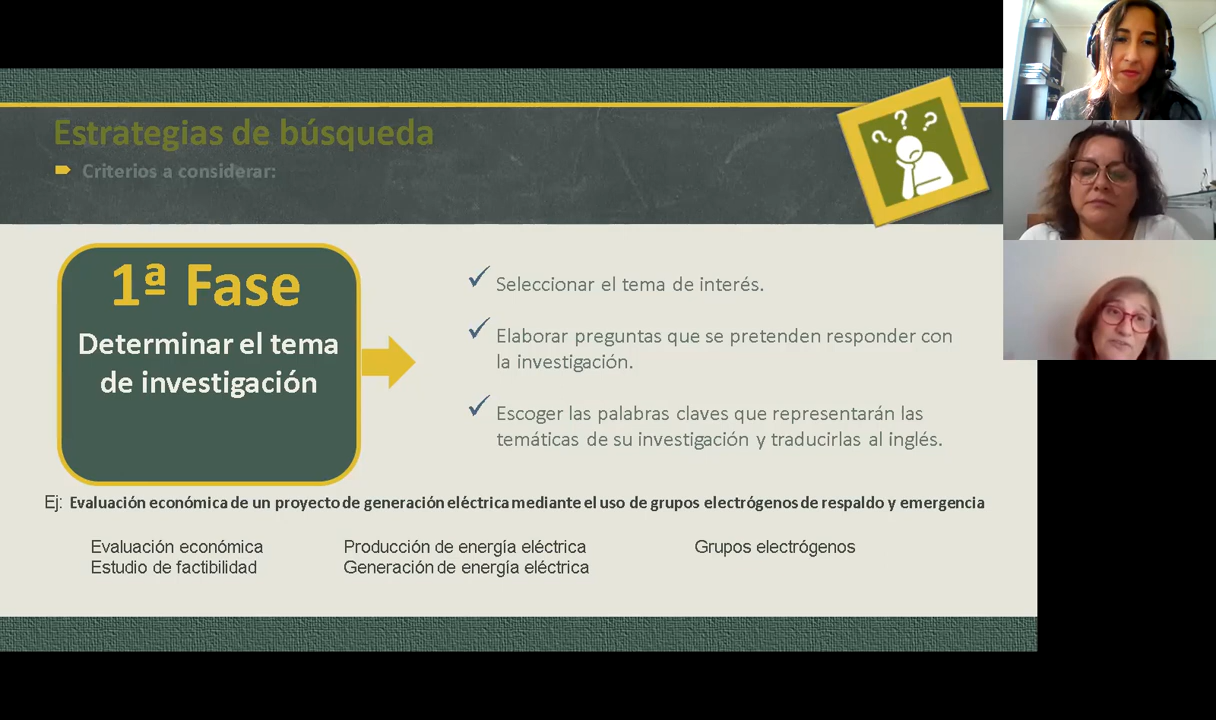 Estrategias de búsqueda
Criterios a considerar:
? ? ?
1ª Fase
Determinar el tema
de investigación
Seleccionar el tema de interés.
Elaborar preguntas que se pretenden responder con
la investigación.
Escoger las palabras claves que representarán las
temáticas de su investigación y traducirlas al inglés.
Ej: Evaluación económica de un proyecto de generación eléctrica mediante el uso de grupos electrógenos de respaldo y emergencia
Evaluación económica
Estudio de factibilidad
Producción de energía eléctrica
Generación de energía eléctrica
Grupos electrógenos